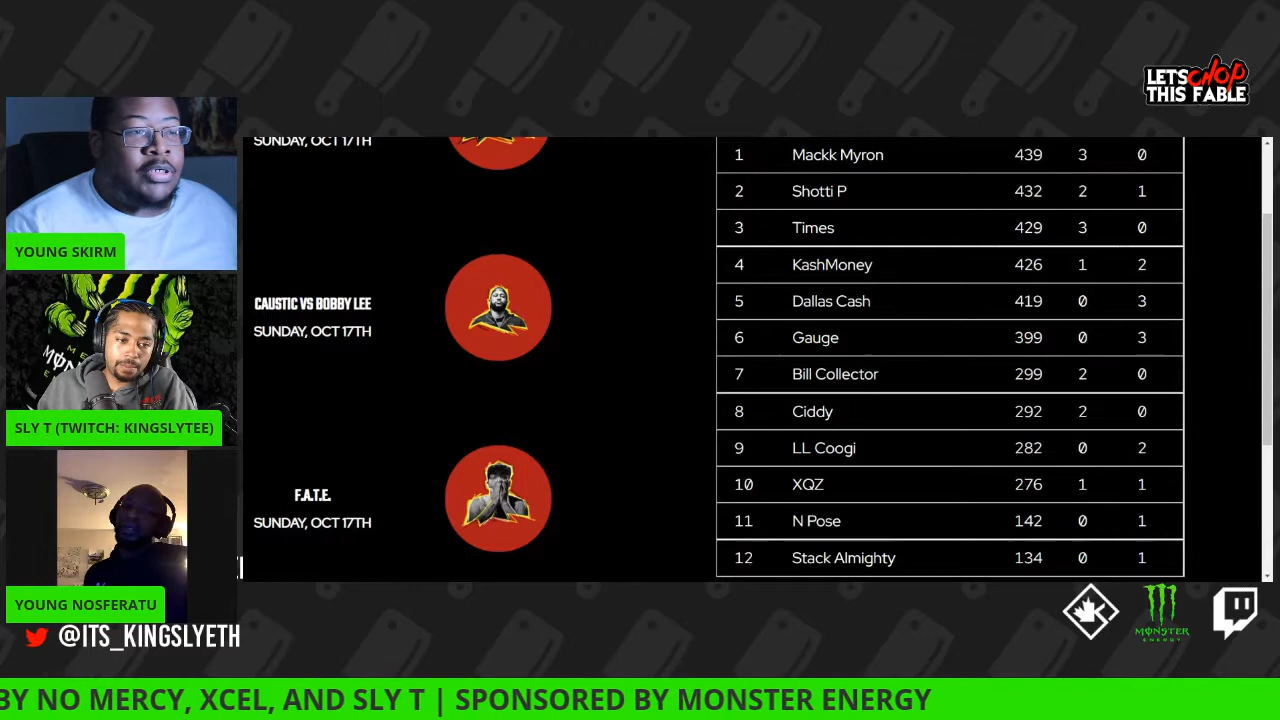 LETS CHOP
THIS FABLE
SUNDAY, OCT 17TH
CAUSTIC VS BOBBY LEE
SUNDAY, OCT 17TH
F.A.T.E.
SUNDAY, OCT 17TH
1 Mackk Myron 439 3 0
2 Shotti P 432 2 1
3 Times 429 3 0
4 KashMoney 426 1 2
5 Dallas Cash 419 0 3
6 Gauge 399 0 3
7 Bill Collector 299 2 0
8 Ciddy 292 2 0
9 LL Coogi 282 0 2
10 XQZ 276 1 1
11 N Pose 142 0 1
12 Stack Almighty 134 0 1
YOUNG SKIRM
SLY T (TWITCH: KINGSLYTEE)
YOUNG NOSFERATU
@ITS_KINGSLYETH
MONSTER
ENERGY
BY NO MERCY, XCEL, AND SLY T | SPONSORED BY MONSTER ENERGY